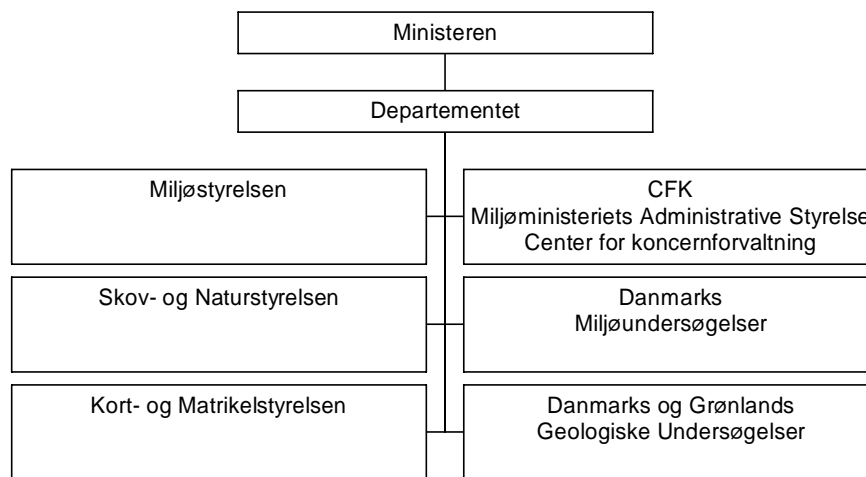 Ministeren
Departementet
Miljøstyrelsen
CFK
Miljøministeriets Administrative Styrelse
Center for koncernforvaltning
Skov- og Naturstyrelsen
Danmarks
Miljøundersøgelser
Kort- og Matrikelstyrelsen
Danmarks og Grønlands
Geologiske Undersøgelser